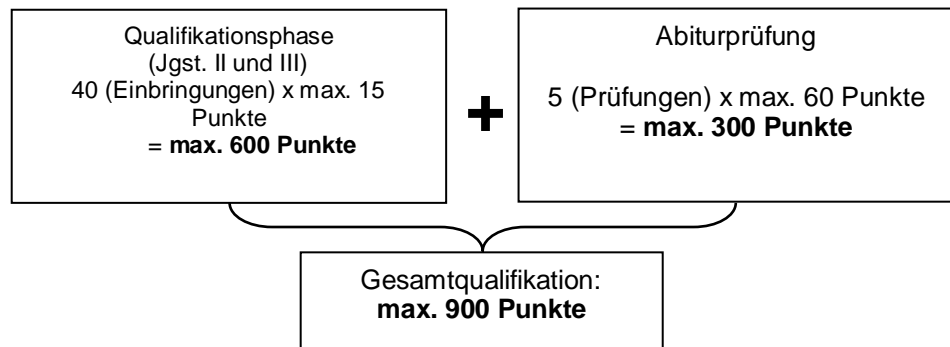 Qualifikationsphase
(Jgst. II und III)
40 (Einbringungen) x max. 15
Punkte
= max. 600 Punkte
+
Abiturprüfung
5 (Prüfungen) x max. 60 Punkte
= max. 300 Punkte
Gesamtqualifikation:
max. 900 Punkte